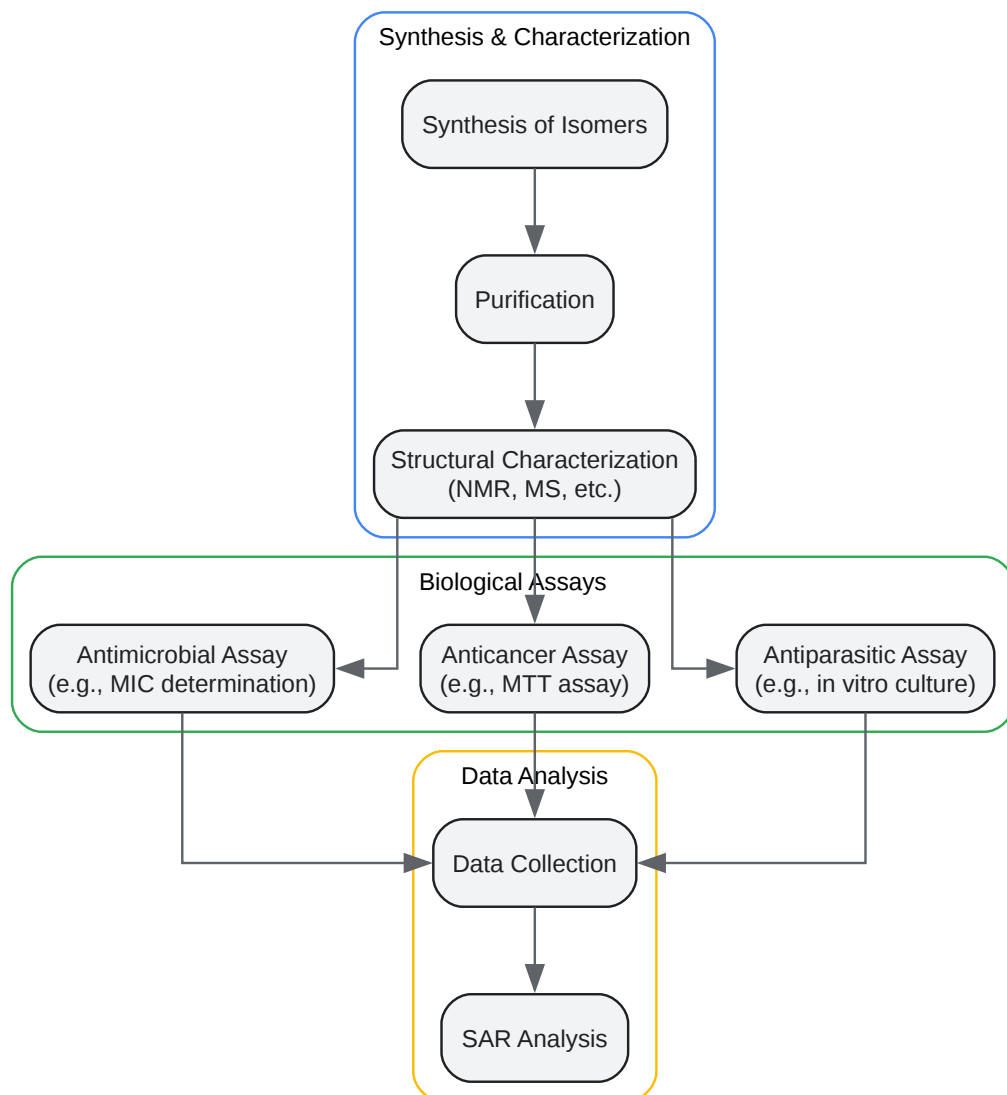 Synthesis & Characterization
Synthesis of Isomers
Purification
Structural Characterization
(NMR, MS, etc.)
Biological Assays
Antimicrobial Assay
(e.g., MIC determination)
Anticancer Assay
(e.g., MTT assay)
Antiparasitic Assay
(e.g., in vitro culture)
Data Analysis
Data Collection
SAR Analysis